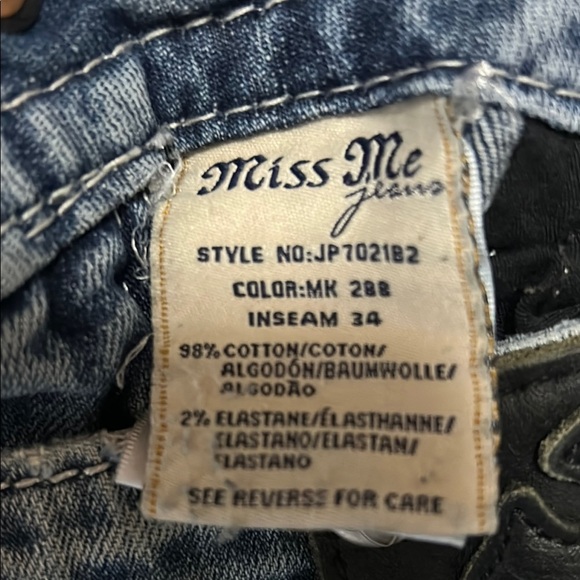 Miss Me
jeans
STYLE NO:JP7021B2
COLOR:MK 288
INSEAM 34
98% COTTON/COTON/
ALGODÓN/BAUMWOLLE/
ALGODÃO
2% ELASTANE/ÉLASTHANNE/
ELASTANO/ELASTAN/
ELASTANO
SEE REVERSE FOR CARE